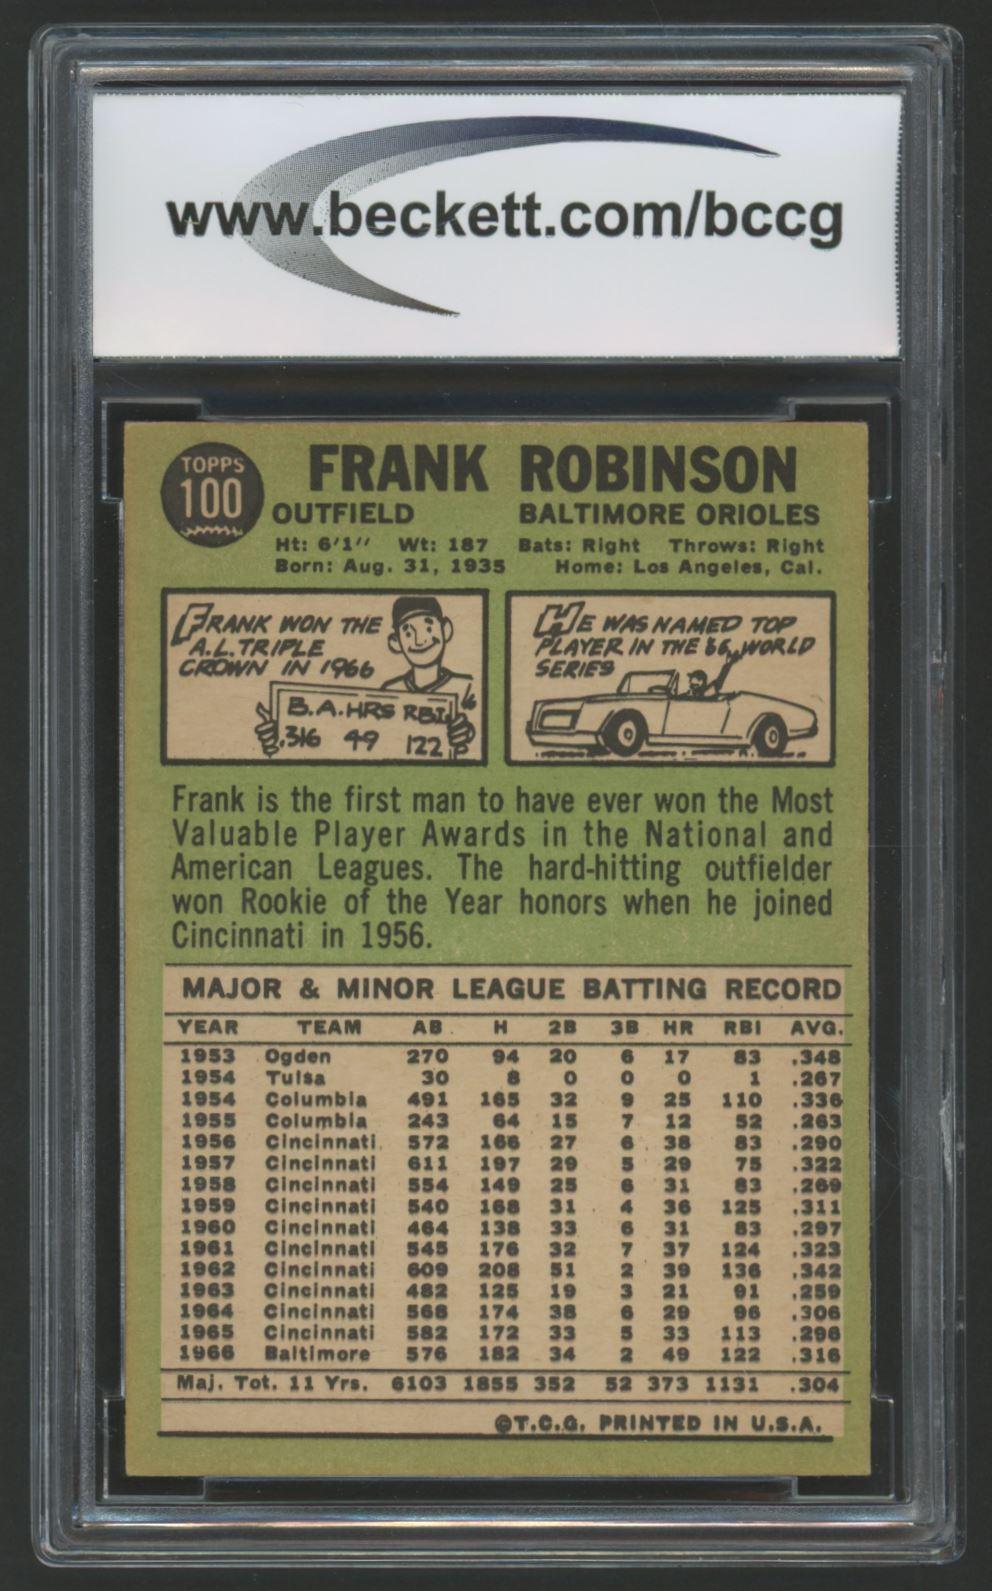 www.beckett.com/bccg
TOPPS
100
FRANK ROBINSON
OUTFIELD BALTIMORE ORIOLES
Ht: 6'1" Wt: 187 Bats: Right Throws: Right
Born: Aug. 31, 1935 Home: Los Angeles, Cal.
FRANK WON THE
A.L. TRIPLE
CROWN IN 1966
B.A. HRS RBI
.316 49 122
HE WAS NAMED TOP
PLAYER IN THE '66 WORLD
SERIES
Frank is the first man to have ever won the Most
Valuable Player Awards in the National and
American Leagues. The hard-hitting outfielder
won Rookie of the Year honors when he joined
Cincinnati in 1956.
MAJOR & MINOR LEAGUE BATTING RECORD
YEAR TEAM AB H 2B 3B HR RBI AVG.
1953 Ogden 270 94 20 6 17 83 .348
1954 Tulsa 30 8 0 0 0 1 .267
1954 Columbia 491 165 32 9 25 110 .336
1955 Columbia 243 64 15 7 12 52 .263
1956 Cincinnati 572 166 27 6 38 83 .290
1957 Cincinnati 611 197 29 5 29 75 .322
1958 Cincinnati 554 149 25 6 31 83 .269
1959 Cincinnati 540 168 31 4 36 125 .311
1960 Cincinnati 464 138 33 6 31 83 .297
1961 Cincinnati 545 176 32 7 37 124 .323
1962 Cincinnati 609 208 51 2 39 136 .342
1963 Cincinnati 482 125 19 3 21 91 .259
1964 Cincinnati 568 174 38 6 29 96 .306
1965 Cincinnati 582 172 33 5 33 113 .296
1966 Baltimore 576 182 34 2 49 122 .316
Maj. Tot. 11 Yrs. 6103 1855 352 52 373 1131 .304
©T.C.G. PRINTED IN U.S.A.